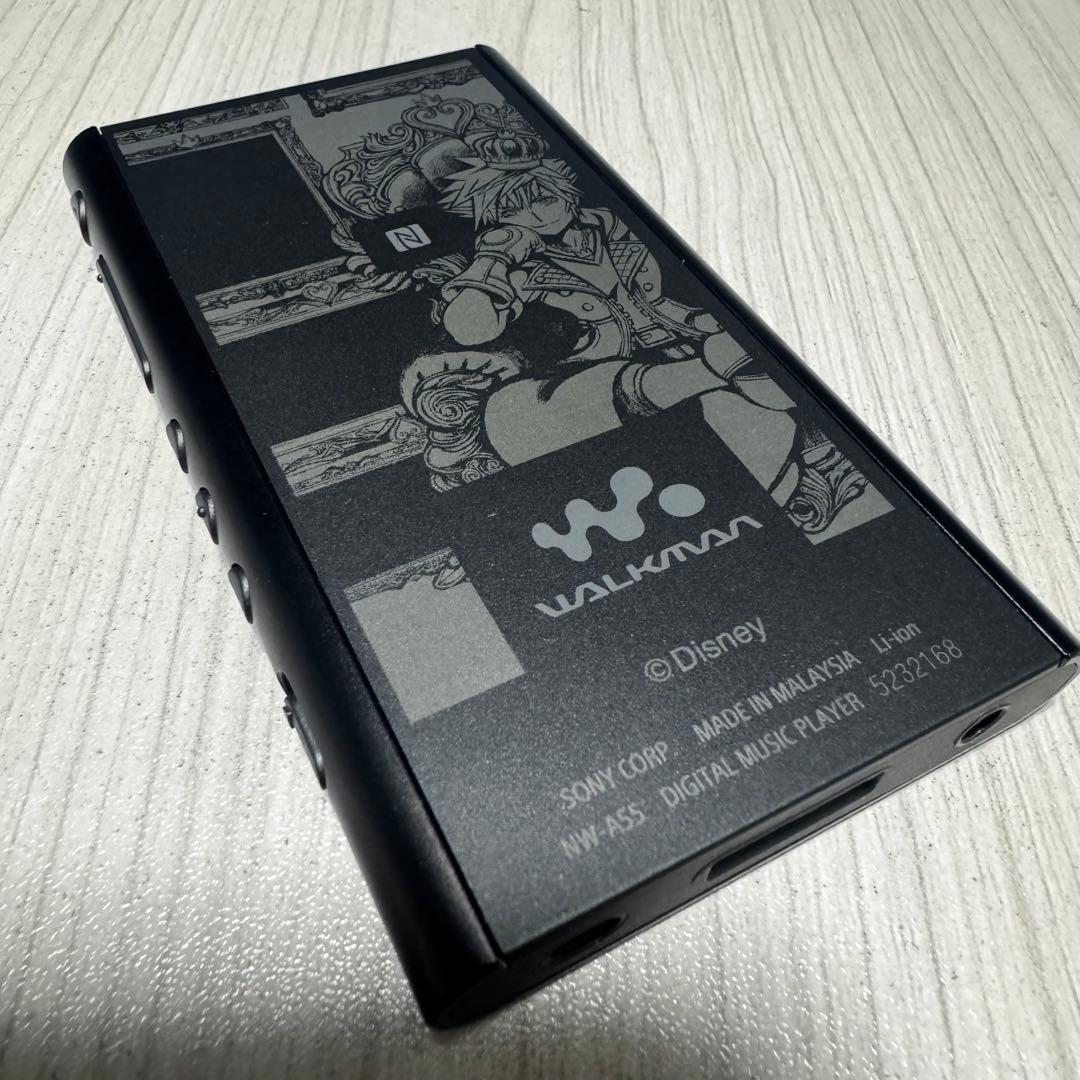 N
WALKMAN
©Disney
SONY CORP. MADE IN MALAYSIA Li-ion
NW-A55 DIGITAL MUSIC PLAYER 5232168